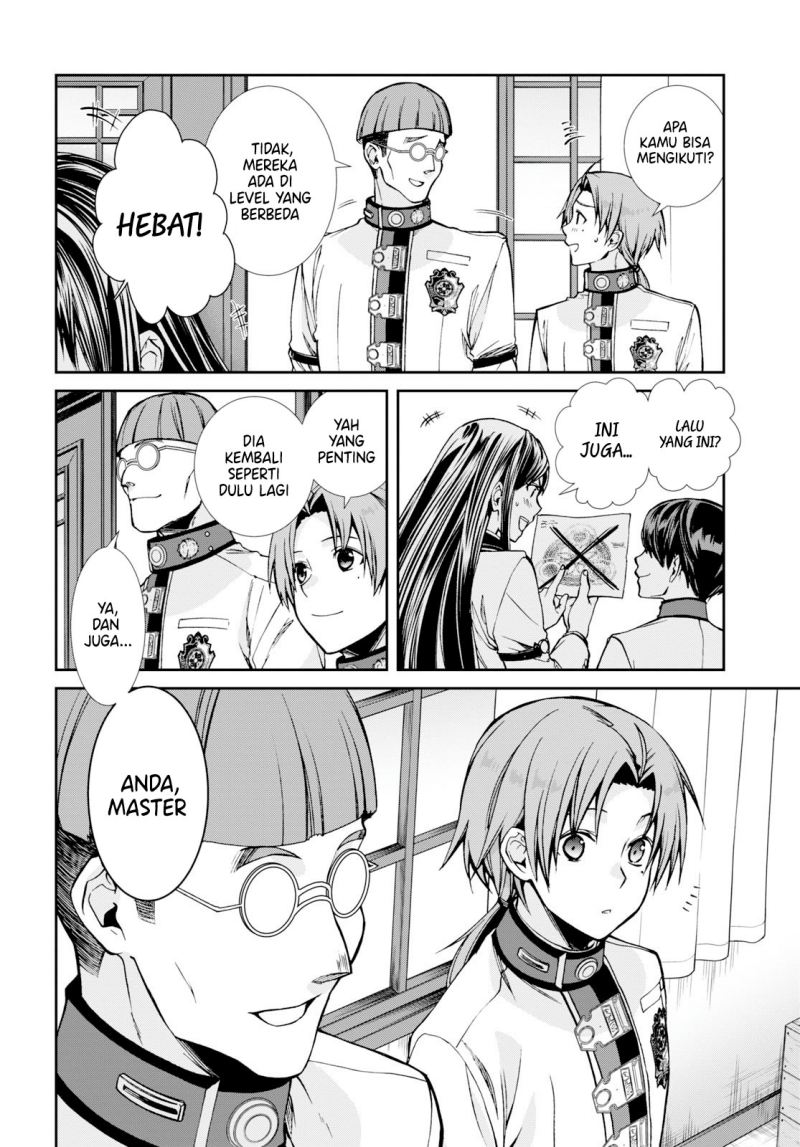 APA
KAMU BISA
MENGIKUTI?
TIDAK,
MEREKA
ADA DI
LEVEL YANG
BERBEDA
HEBAT!
LALU
YANG INI?
INI
JUGA...
YAH
YANG
PENTING
DIA
KEMBALI
SEPERTI
DULU LAGI
YA,
DAN
JUGA...
ANDA,
MASTER